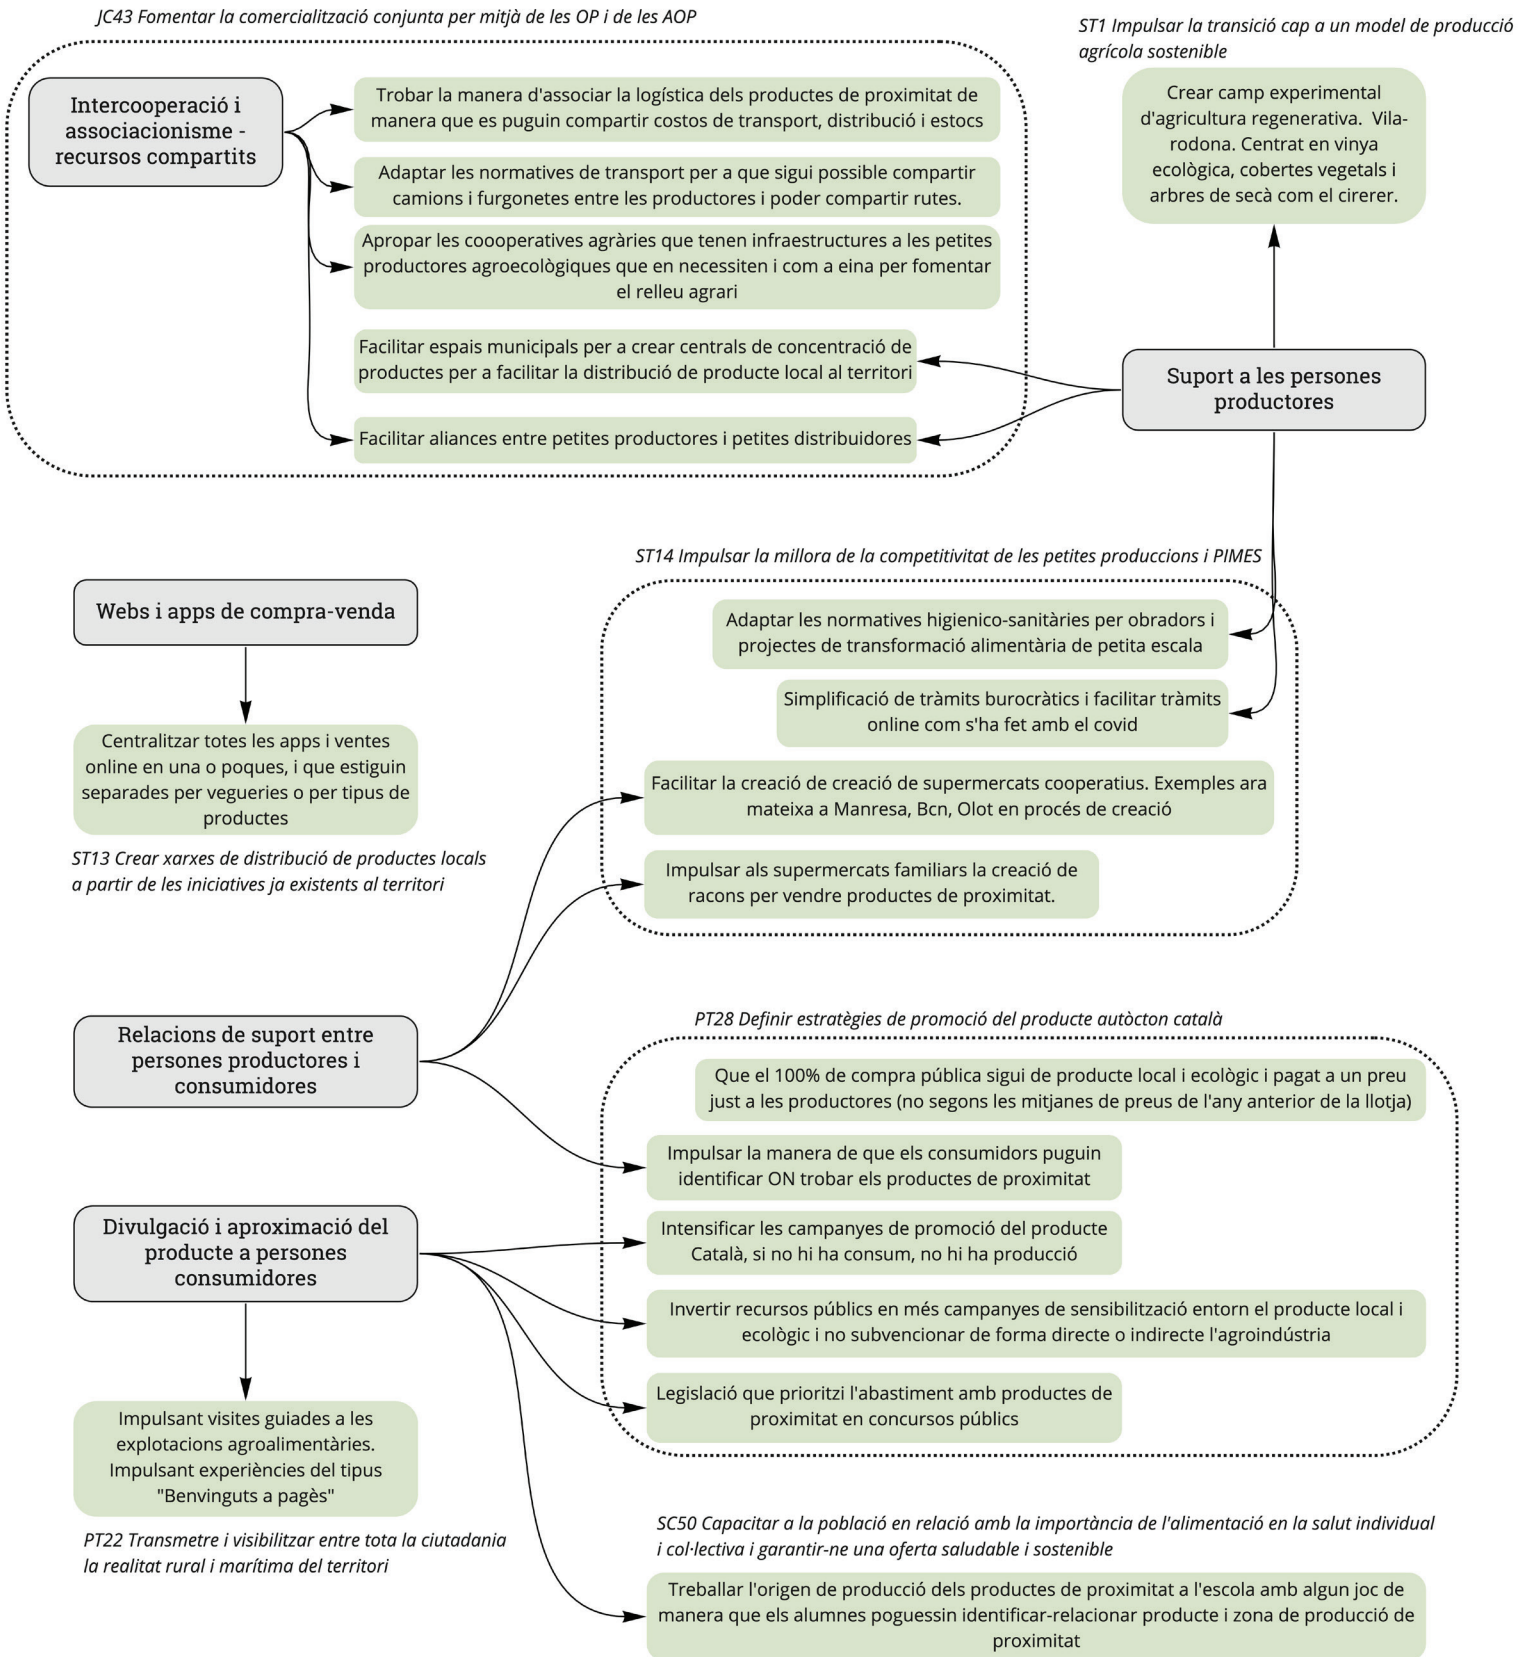 JC43 Fomentar la comercialització conjunta per mitjà de les OP i de les AOP
ST1 Impulsar la transició cap a un model de producció
agrícola sostenible
Intercooperació i
associacionisme -
recursos compartits
Trobar la manera d'associar la logística dels productes de proximitat de
manera que es puguin compartir costos de transport, distribució i estocs
Adaptar les normatives de transport per a que sigui possible compartir
camions i furgonetes entre les productores i poder compartir rutes.
Apropar les coooperatives agràries que tenen infraestructures a les petites
productores agroecològiques que en necessiten i com a eina per fomentar
el relleu agrari
Facilitar espais municipals per a crear centrals de concentració de
productes per a facilitar la distribució de producte local al territori
Facilitar aliances entre petites productores i petites distribuidores
Crear camp experimental
d'agricultura regenerativa.  Vila-
rodona. Centrat en vinya
ecològica, cobertes vegetals i
arbres de secà com el cirerer.
Suport a les persones
productores
ST14 Impulsar la millora de la competitivitat de les petites produccions i PIMES
Webs i apps de compra-venda
Centralitzar totes les apps i ventes
online en una o poques, i que estiguin
separades per vegueries o per tipus de
productes
ST13 Crear xarxes de distribució de productes locals
a partir de les iniciatives ja existents al territori
Adaptar les normatives higienico-sanitàries per obradors i
projectes de transformació alimentària de petita escala
Simplificació de tràmits burocràtics i facilitar tràmits
online com s'ha fet amb el covid
Facilitar la creació de creació de supermercats cooperatius. Exemples ara
mateixa a Manresa, Bcn, Olot en procés de creació
Impulsar als supermercats familiars la creació de
racons per vendre productes de proximitat.
Relacions de suport entre
persones productores i
consumidores
PT28 Definir estratègies de promoció del producte autòcton català
Que el 100% de compra pública sigui de producte local i ecològic i pagat a un preu
just a les productores (no segons les mitjanes de preus de l'any anterior de la llotja)
Impulsar la manera de que els consumidors puguin
identificar ON trobar els productes de proximitat
Intensificar les campanyes de promoció del producte
Català, si no hi ha consum, no hi ha producció
Invertir recursos públics en més campanyes de sensibilització entorn el producte local i
ecològic i no subvencionar de forma directe o indirecte l'agroindústria
Legislació que prioritzi l'abastiment amb productes de
proximitat en concursos públics
Divulgació i aproximació del
producte a persones
consumidores
Impulsant visites guiades a les
explotacions agroalimentàries.
Impulsant experiències del tipus
"Benvinguts a pagès"
PT22 Transmetre i visibilitzar entre tota la ciutadania
la realitat rural i marítima del territori
SC50 Capacitar a la població en relació amb la importància de l'alimentació en la salut individual
i col·lectiva i garantir-ne una oferta saludable i sostenible
Treballar l'origen de producció dels productes de proximitat a l'escola amb algun joc de
manera que els alumnes poguessin identificar-relacionar producte i zona de producció de
proximitat